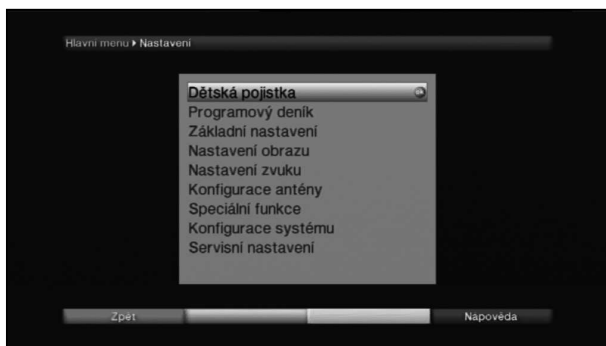 Hlavní menu ▸ Nastavení
Dětská pojistka
Programový deník
Základní nastavení
Nastavení obrazu
Nastavení zvuku
Konfigurace antény
Speciální funkce
Konfigurace systému
Servisní nastavení
Zpět
Nápověda